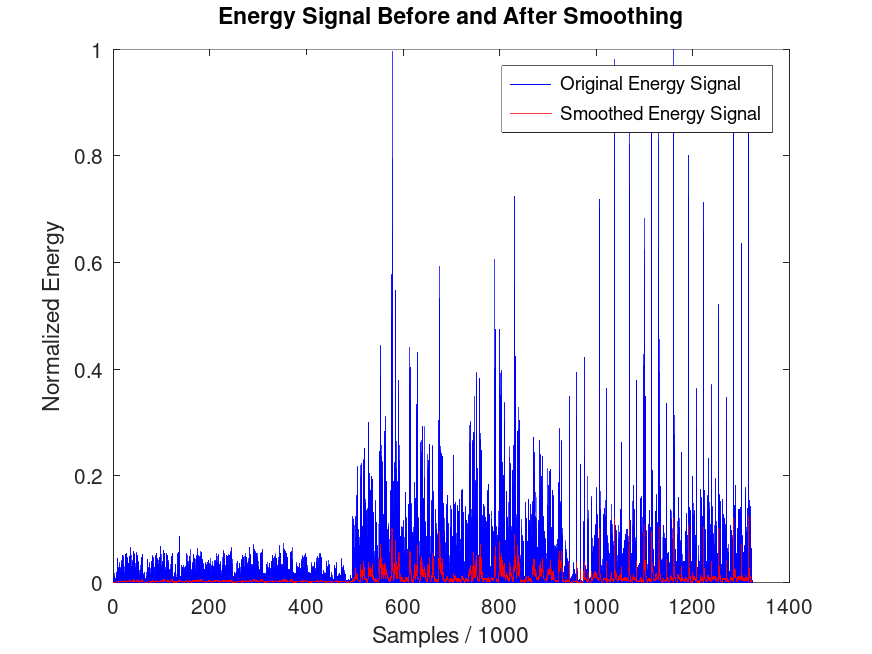 Energy Signal Before and After Smoothing
1
Original Energy Signal
Smoothed Energy Signal
0.8
0.6
Normalized Energy
0.4
0.2
0
0 200 400 600 800 1000 1200 1400
Samples / 1000